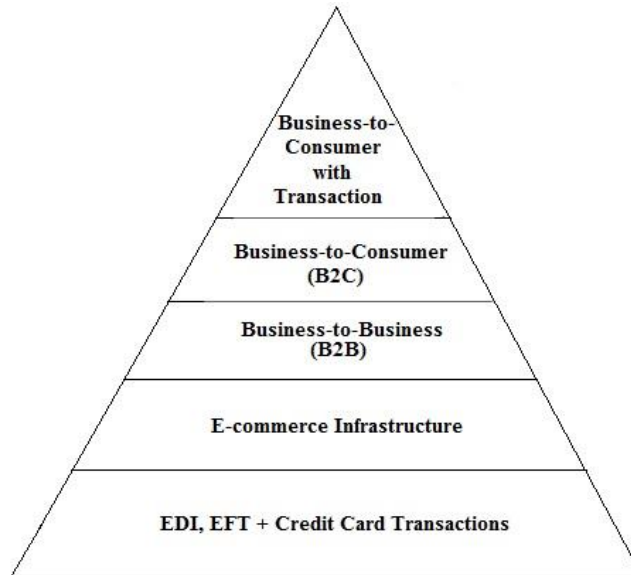 Business-to-
Consumer
with
Transaction
Business-to-Consumer
(B2C)
Business-to-Business
(B2B)
E-commerce Infrastructure
EDI, EFT + Credit Card Transactions